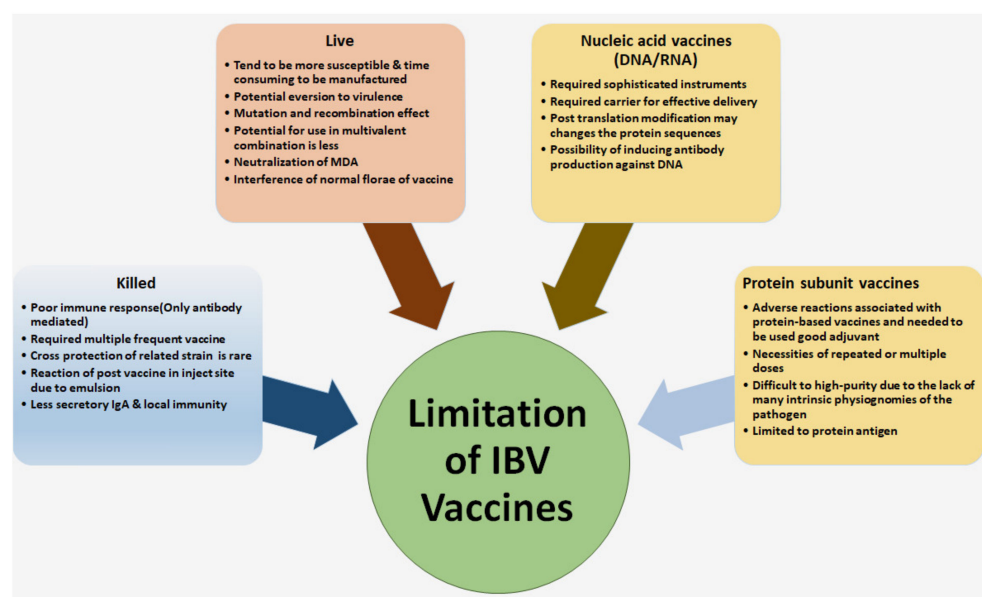 Live
• Tend to be more susceptible & time
consuming to be manufactured
• Potential eversion to virulence
• Mutation and recombination effect
• Potential for use in multivalent
combination is less
• Neutralization of MDA
• Interference of normal florae of vaccine
Nucleic acid vaccines
(DNA/RNA)
• Required sophisticated instruments
• Required carrier for effective delivery
• Post translation modification may
changes the protein sequences
• Possibility of inducing antibody
production against DNA
Killed
• Poor immune response(Only antibody
mediated)
• Required multiple frequent vaccine
• Cross protection of related strain is rare
• Reaction of post vaccine in inject site
due to emulsion
• Less secretory IgA & local immunity
Protein subunit vaccines
• Adverse reactions associated with
protein-based vaccines and needed to
be used good adjuvant
• Necessities of repeated or multiple
doses
• Difficult to high-purity due to the lack of
many intrinsic physiognomies of the
pathogen
• Limited to protein antigen
Limitation
of IBV
Vaccines